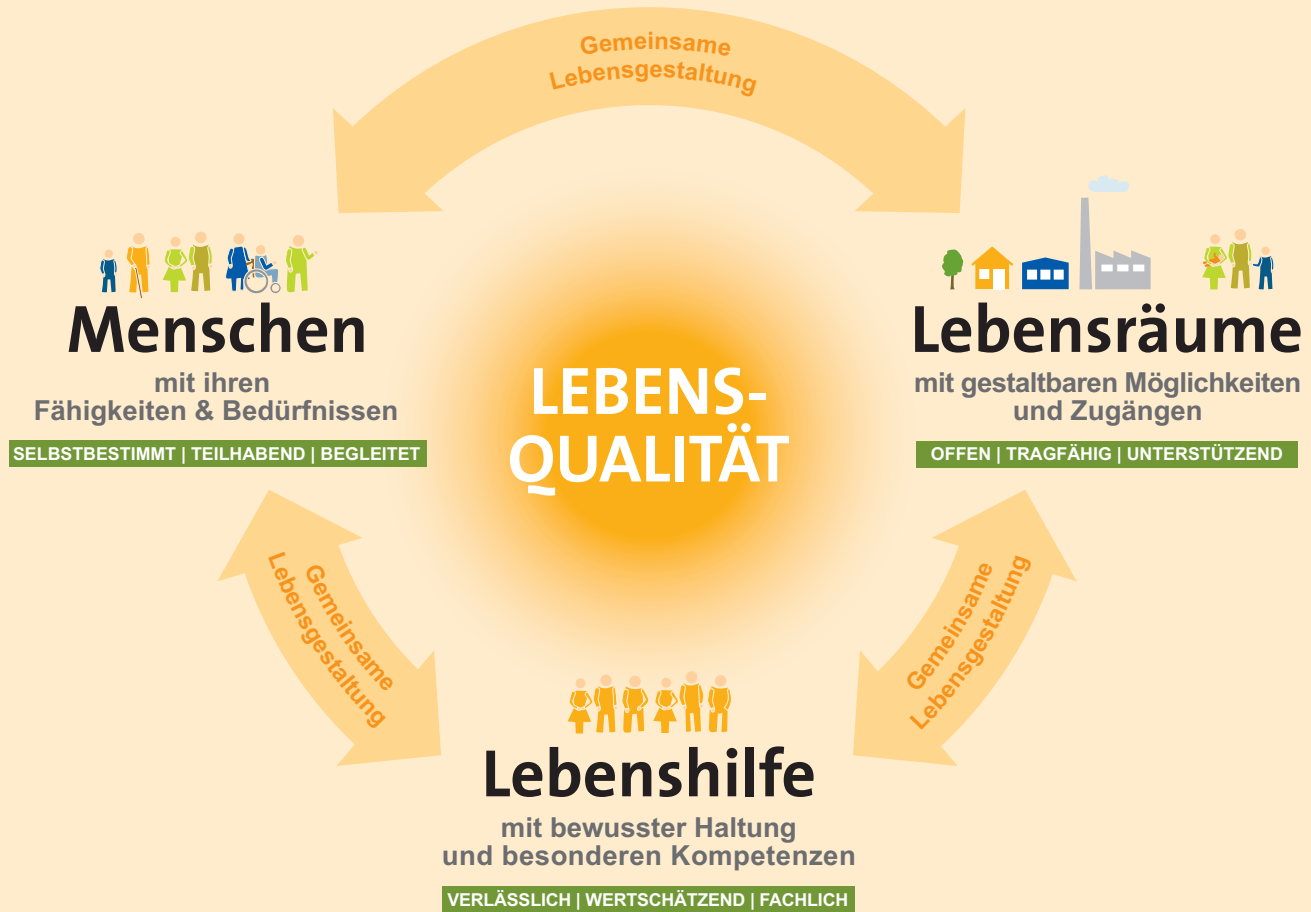 Gemeinsame
Lebensgestaltung
Menschen
mit ihren
Fähigkeiten & Bedürfnissen
SELBSTBESTIMMT | TEILHABEND | BEGLEITET
Lebensräume
mit gestaltbaren Möglichkeiten
und Zugängen
OFFEN | TRAGFÄHIG | UNTERSTÜTZEND
LEBENS-
QUALITÄT
Gemeinsame
Lebensgestaltung
Gemeinsame
Lebensgestaltung
Lebenshilfe
mit bewusster Haltung
und besonderen Kompetenzen
VERLÄSSLICH | WERTSCHÄTZEND | FACHLICH